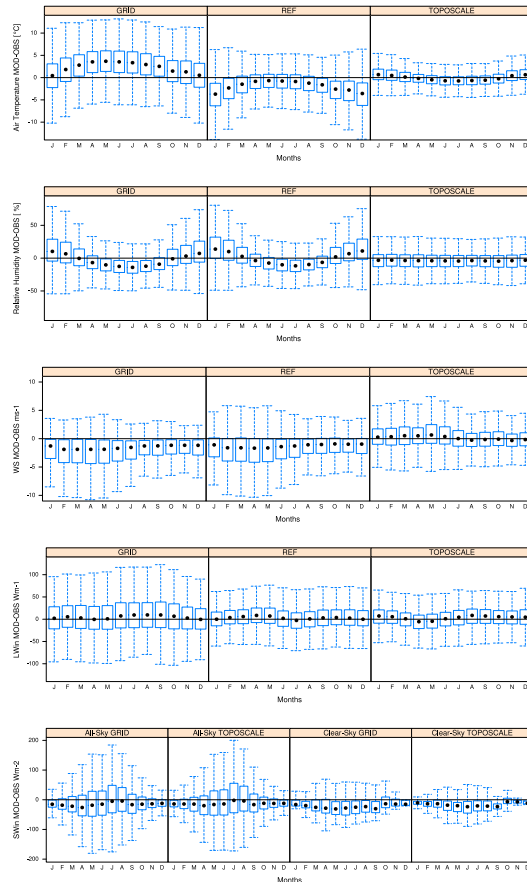 GRID REF TOPOSCALE
Air Temperature MOD-OBS [°C]
10
5
0
-5
-10
J F M A M J J A S O N D J F M A M J J A S O N D J F M A M J J A S O N D
Months
GRID REF TOPOSCALE
Relative Humidity MOD-OBS [ %]
50
0
-50
J F M A M J J A S O N D J F M A M J J A S O N D J F M A M J J A S O N D
Months
GRID REF TOPOSCALE
WS MOD-OBS ms-1
10
5
0
-5
-10
J F M A M J J A S O N D J F M A M J J A S O N D J F M A M J J A S O N D
Months
GRID REF TOPOSCALE
LWin MOD-OBS Wm-1
100
50
0
-50
-100
J F M A M J J A S O N D J F M A M J J A S O N D J F M A M J J A S O N D
Months
All-Sky GRID All-Sky TOPOSCALE Clear-Sky GRID Clear-Sky TOPOSCALE
SWin MOD-OBS Wm-2
200
100
0
-100
-200
J F M A M J J A S O N D J F M A M J J A S O N D J F M A M J J A S O N D J F M A M J J A S O N D
Months